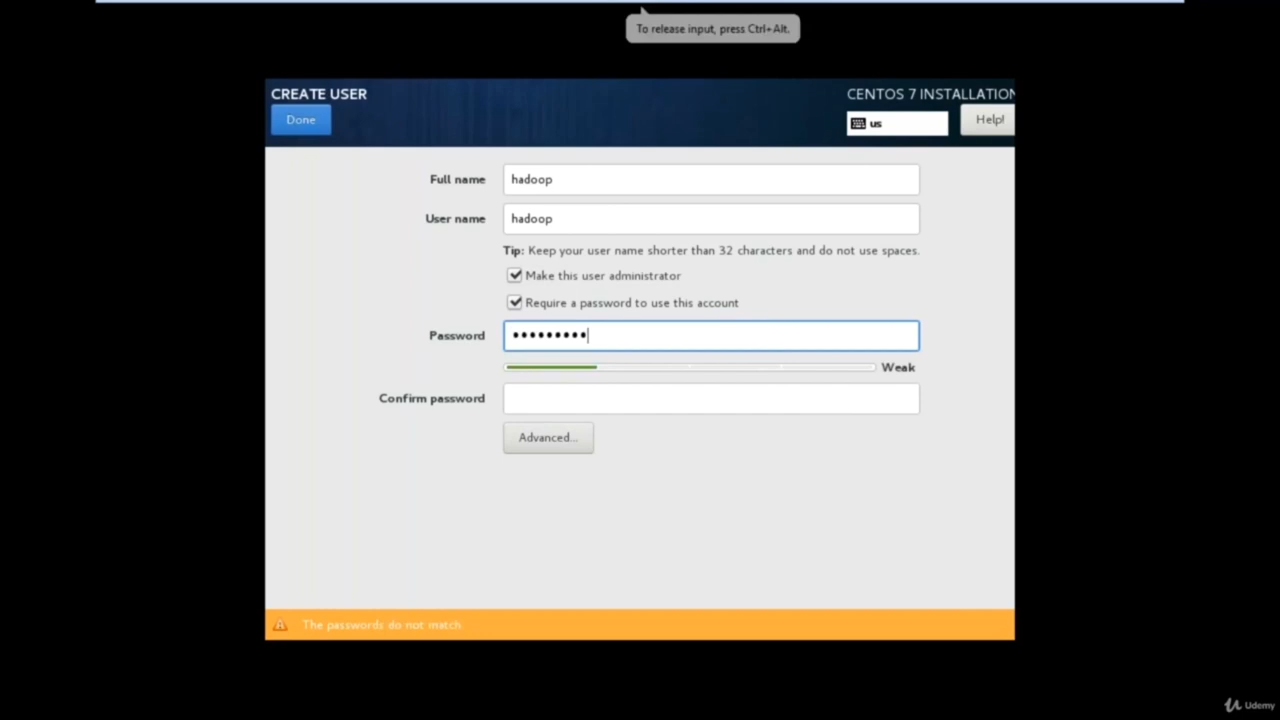 To release input, press Ctrl+Alt.
CREATE USER
CENTOS 7 INSTALLATION
Done
us
Help!
Full name
hadoop
User name
hadoop
Tip: Keep your user name shorter than 32 characters and do not use spaces.
Make this user administrator
Require a password to use this account
Password
•••••••••
Weak
Confirm password
Advanced...
The passwords do not match.
Udemy